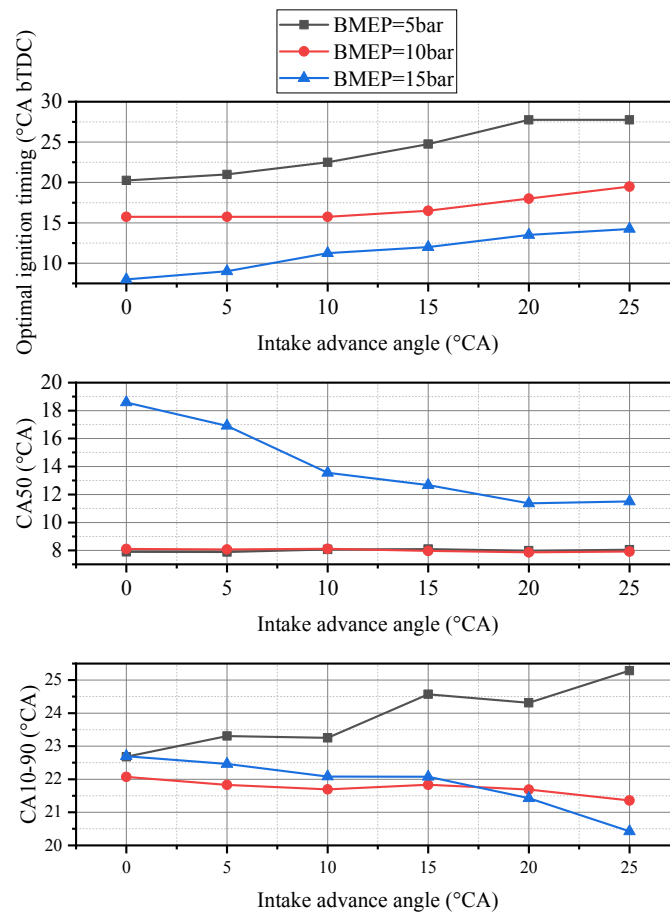 BMEP=5bar
BMEP=10bar
BMEP=15bar
Optimal ignition timing (°CA bTDC)
30
25
20
15
10
0 5 10 15 20 25
Intake advance angle (°CA)
CA50 (°CA)
20
18
16
14
12
10
8
0 5 10 15 20 25
Intake advance angle (°CA)
CA10-90 (°CA)
25
24
23
22
21
20
0 5 10 15 20 25
Intake advance angle (°CA)